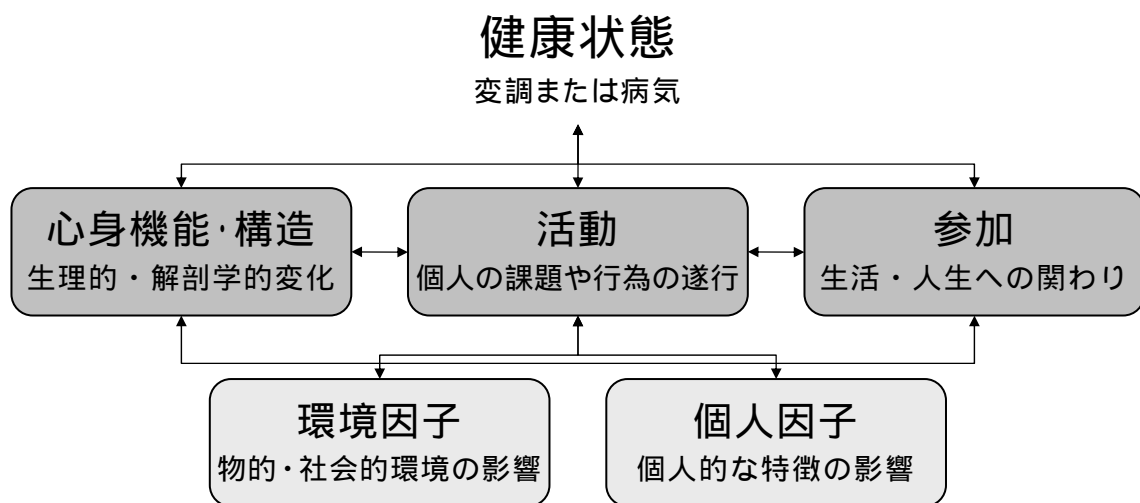 健康状態
変調または病気
心身機能・構造
生理的・解剖学的変化
活動
個人の課題や行為の遂行
参加
生活・人生への関わり
環境因子
物的・社会的環境の影響
個人因子
個人的な特徴の影響